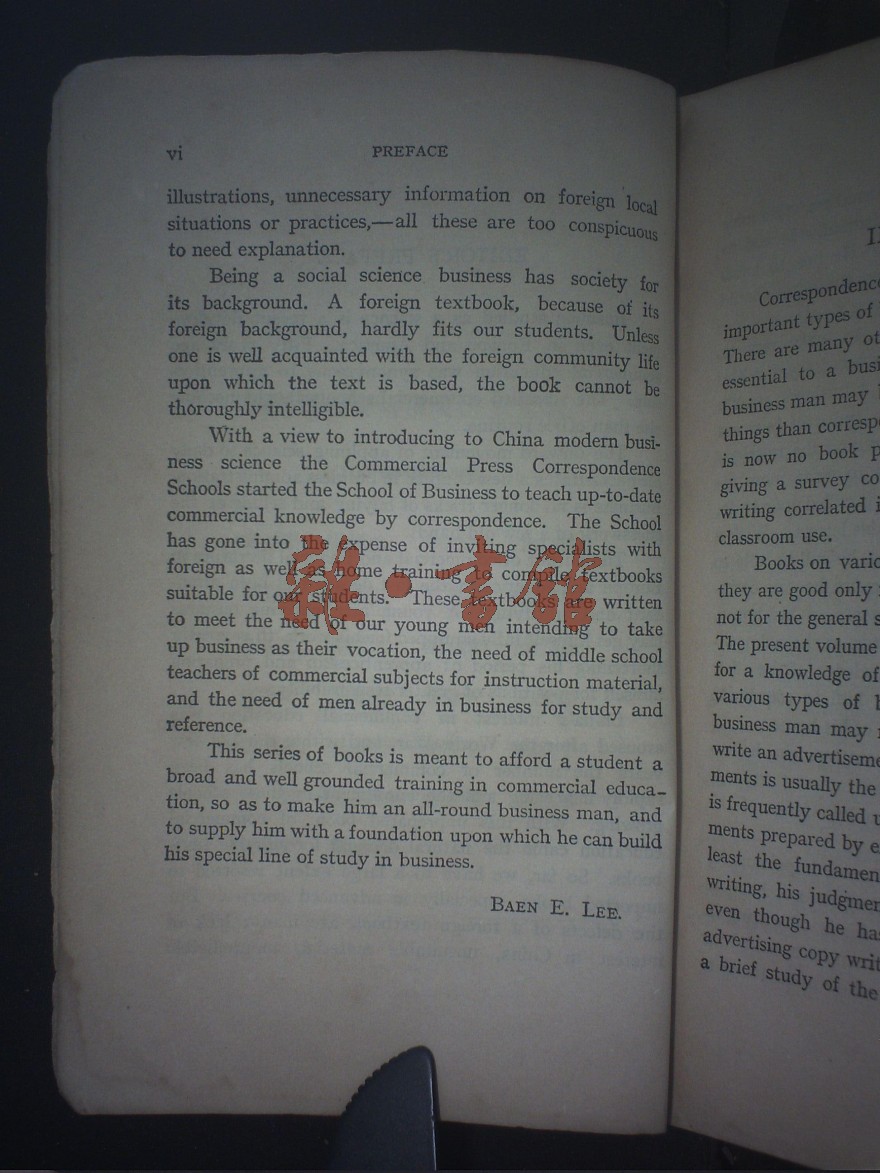 vi
PREFACE
illustrations, unnecessary information on foreign local
situations or practices,—all these are too conspicuous
to need explanation.
Being a social science business has society for
its background. A foreign textbook, because of its
foreign background, hardly fits our students. Unless
one is well acquainted with the foreign community life
upon which the text is based, the book cannot be
thoroughly intelligible.
With a view to introducing to China modern busi-
ness science the Commercial Press Correspondence
Schools started the School of Business to teach up-to-date
commercial knowledge by correspondence. The School
has gone into the expense of inviting specialists with
foreign as well as home training to compile textbooks
suitable for our students. These textbooks are written
to meet the need of our young men intending to take
up business as their vocation, the need of middle school
teachers of commercial subjects for instruction material,
and the need of men already in business for study and
reference.
This series of books is meant to afford a student a
broad and well grounded training in commercial educa-
tion, so as to make him an all-round business man, and
to supply him with a foundation upon which he can build
his special line of study in business.
BAEN E. LEE.
雜·書館
Correspondence
important types of
There are many
essential to a
business man may
things than
is now no book
giving a survey
writing correlated
classroom use.
Books on
they are good only
not for the general
The present volume
for a knowledge of
various types of
business man may
write an
ments is usually the
is frequently called
ments prepared by
least the
writing, his
even though he
advertising copy
a brief study of the